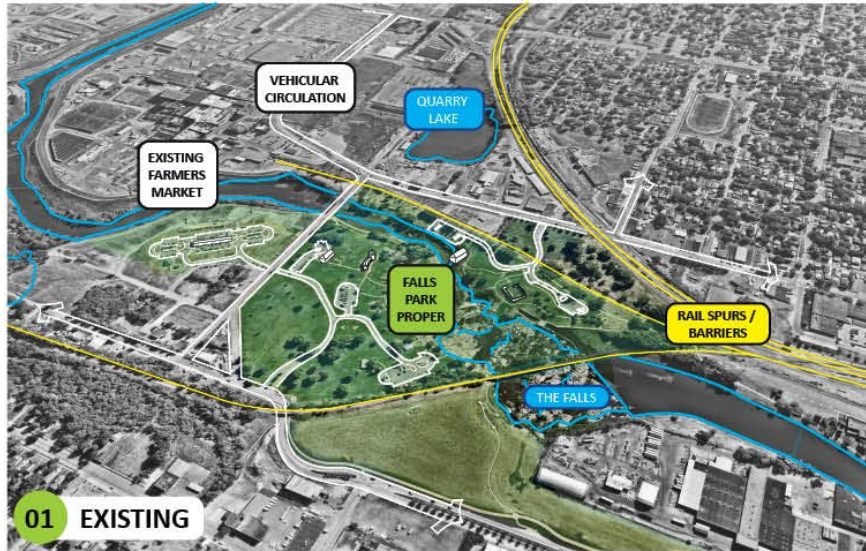 VEHICULAR
CIRCULATION
QUARRY
LAKE
EXISTING
FARMERS
MARKET
FALLS
PARK
PROPER
RAIL SPURS /
BARRIERS
THE FALLS
01 EXISTING